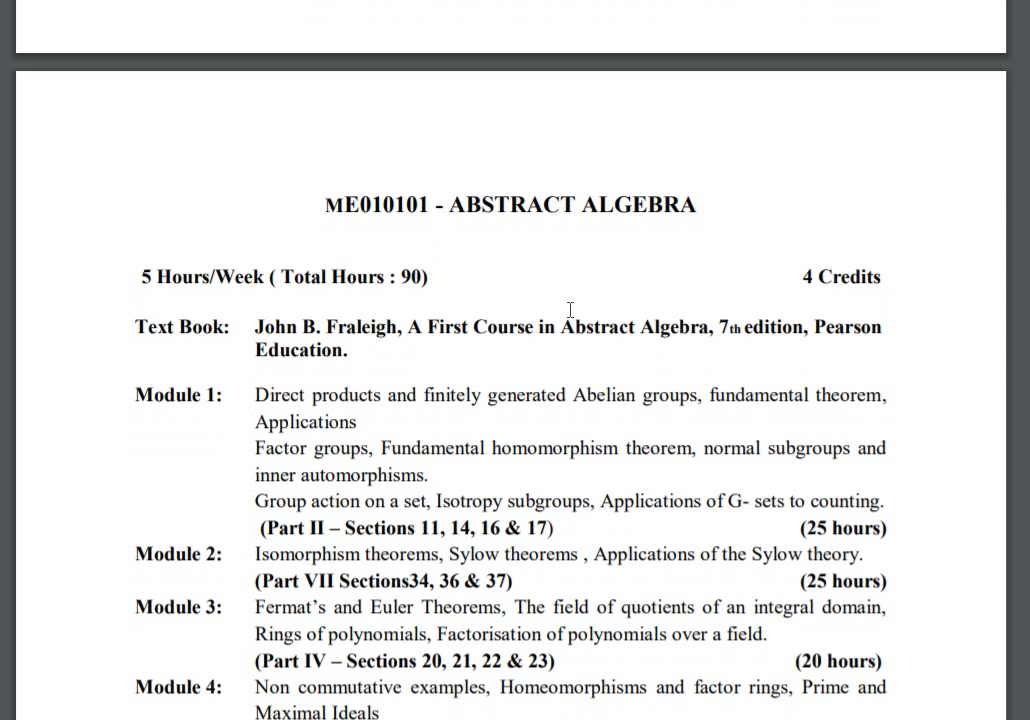 ME010101 - ABSTRACT ALGEBRA
5 Hours/Week ( Total Hours : 90) 4 Credits
Text Book: John B. Fraleigh, A First Course in Abstract Algebra, 7th edition, Pearson
Education.
Module 1: Direct products and finitely generated Abelian groups, fundamental theorem,
Applications
Factor groups, Fundamental homomorphism theorem, normal subgroups and
inner automorphisms.
Group action on a set, Isotropy subgroups, Applications of G- sets to counting.
(Part II – Sections 11, 14, 16 & 17) (25 hours)
Module 2: Isomorphism theorems, Sylow theorems , Applications of the Sylow theory.
(Part VII Sections34, 36 & 37) (25 hours)
Module 3: Fermat's and Euler Theorems, The field of quotients of an integral domain,
Rings of polynomials, Factorisation of polynomials over a field.
(Part IV – Sections 20, 21, 22 & 23) (20 hours)
Module 4: Non commutative examples, Homeomorphisms and factor rings, Prime and
Maximal Ideals